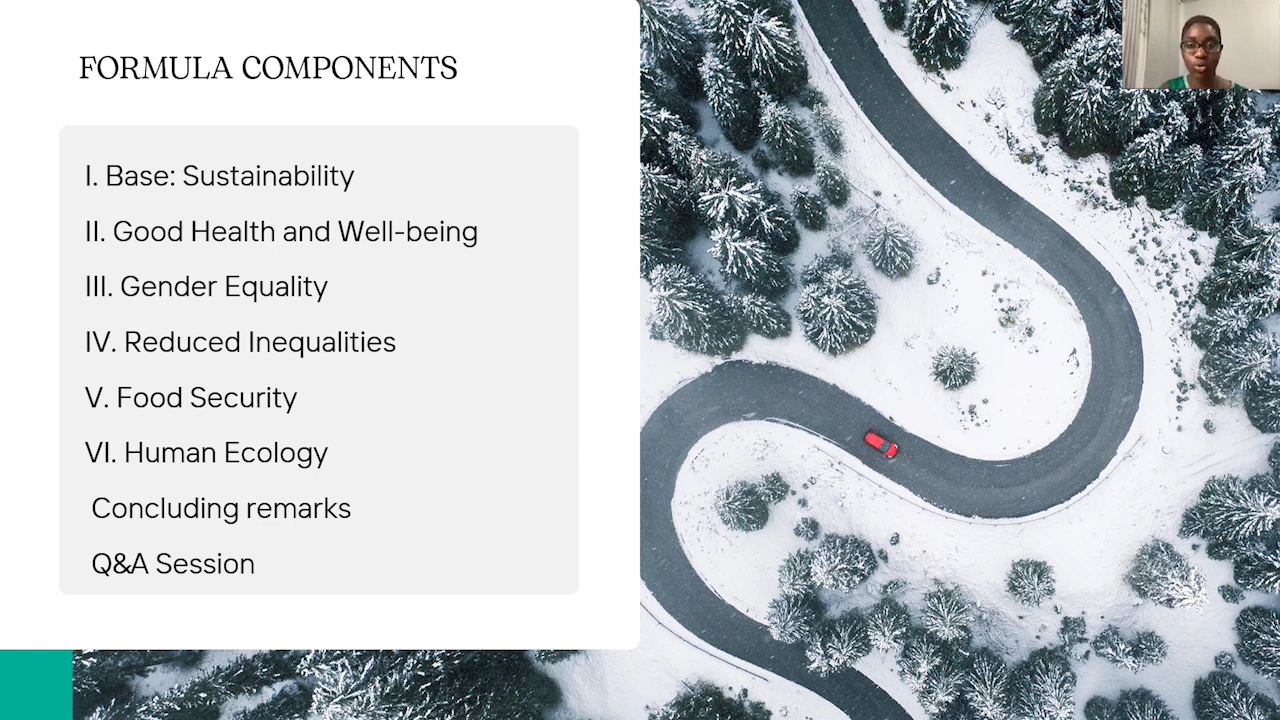 FORMULA COMPONENTS
I. Base: Sustainability
II. Good Health and Well-being
III. Gender Equality
IV. Reduced Inequalities
V. Food Security
VI. Human Ecology
Concluding remarks
Q&A Session